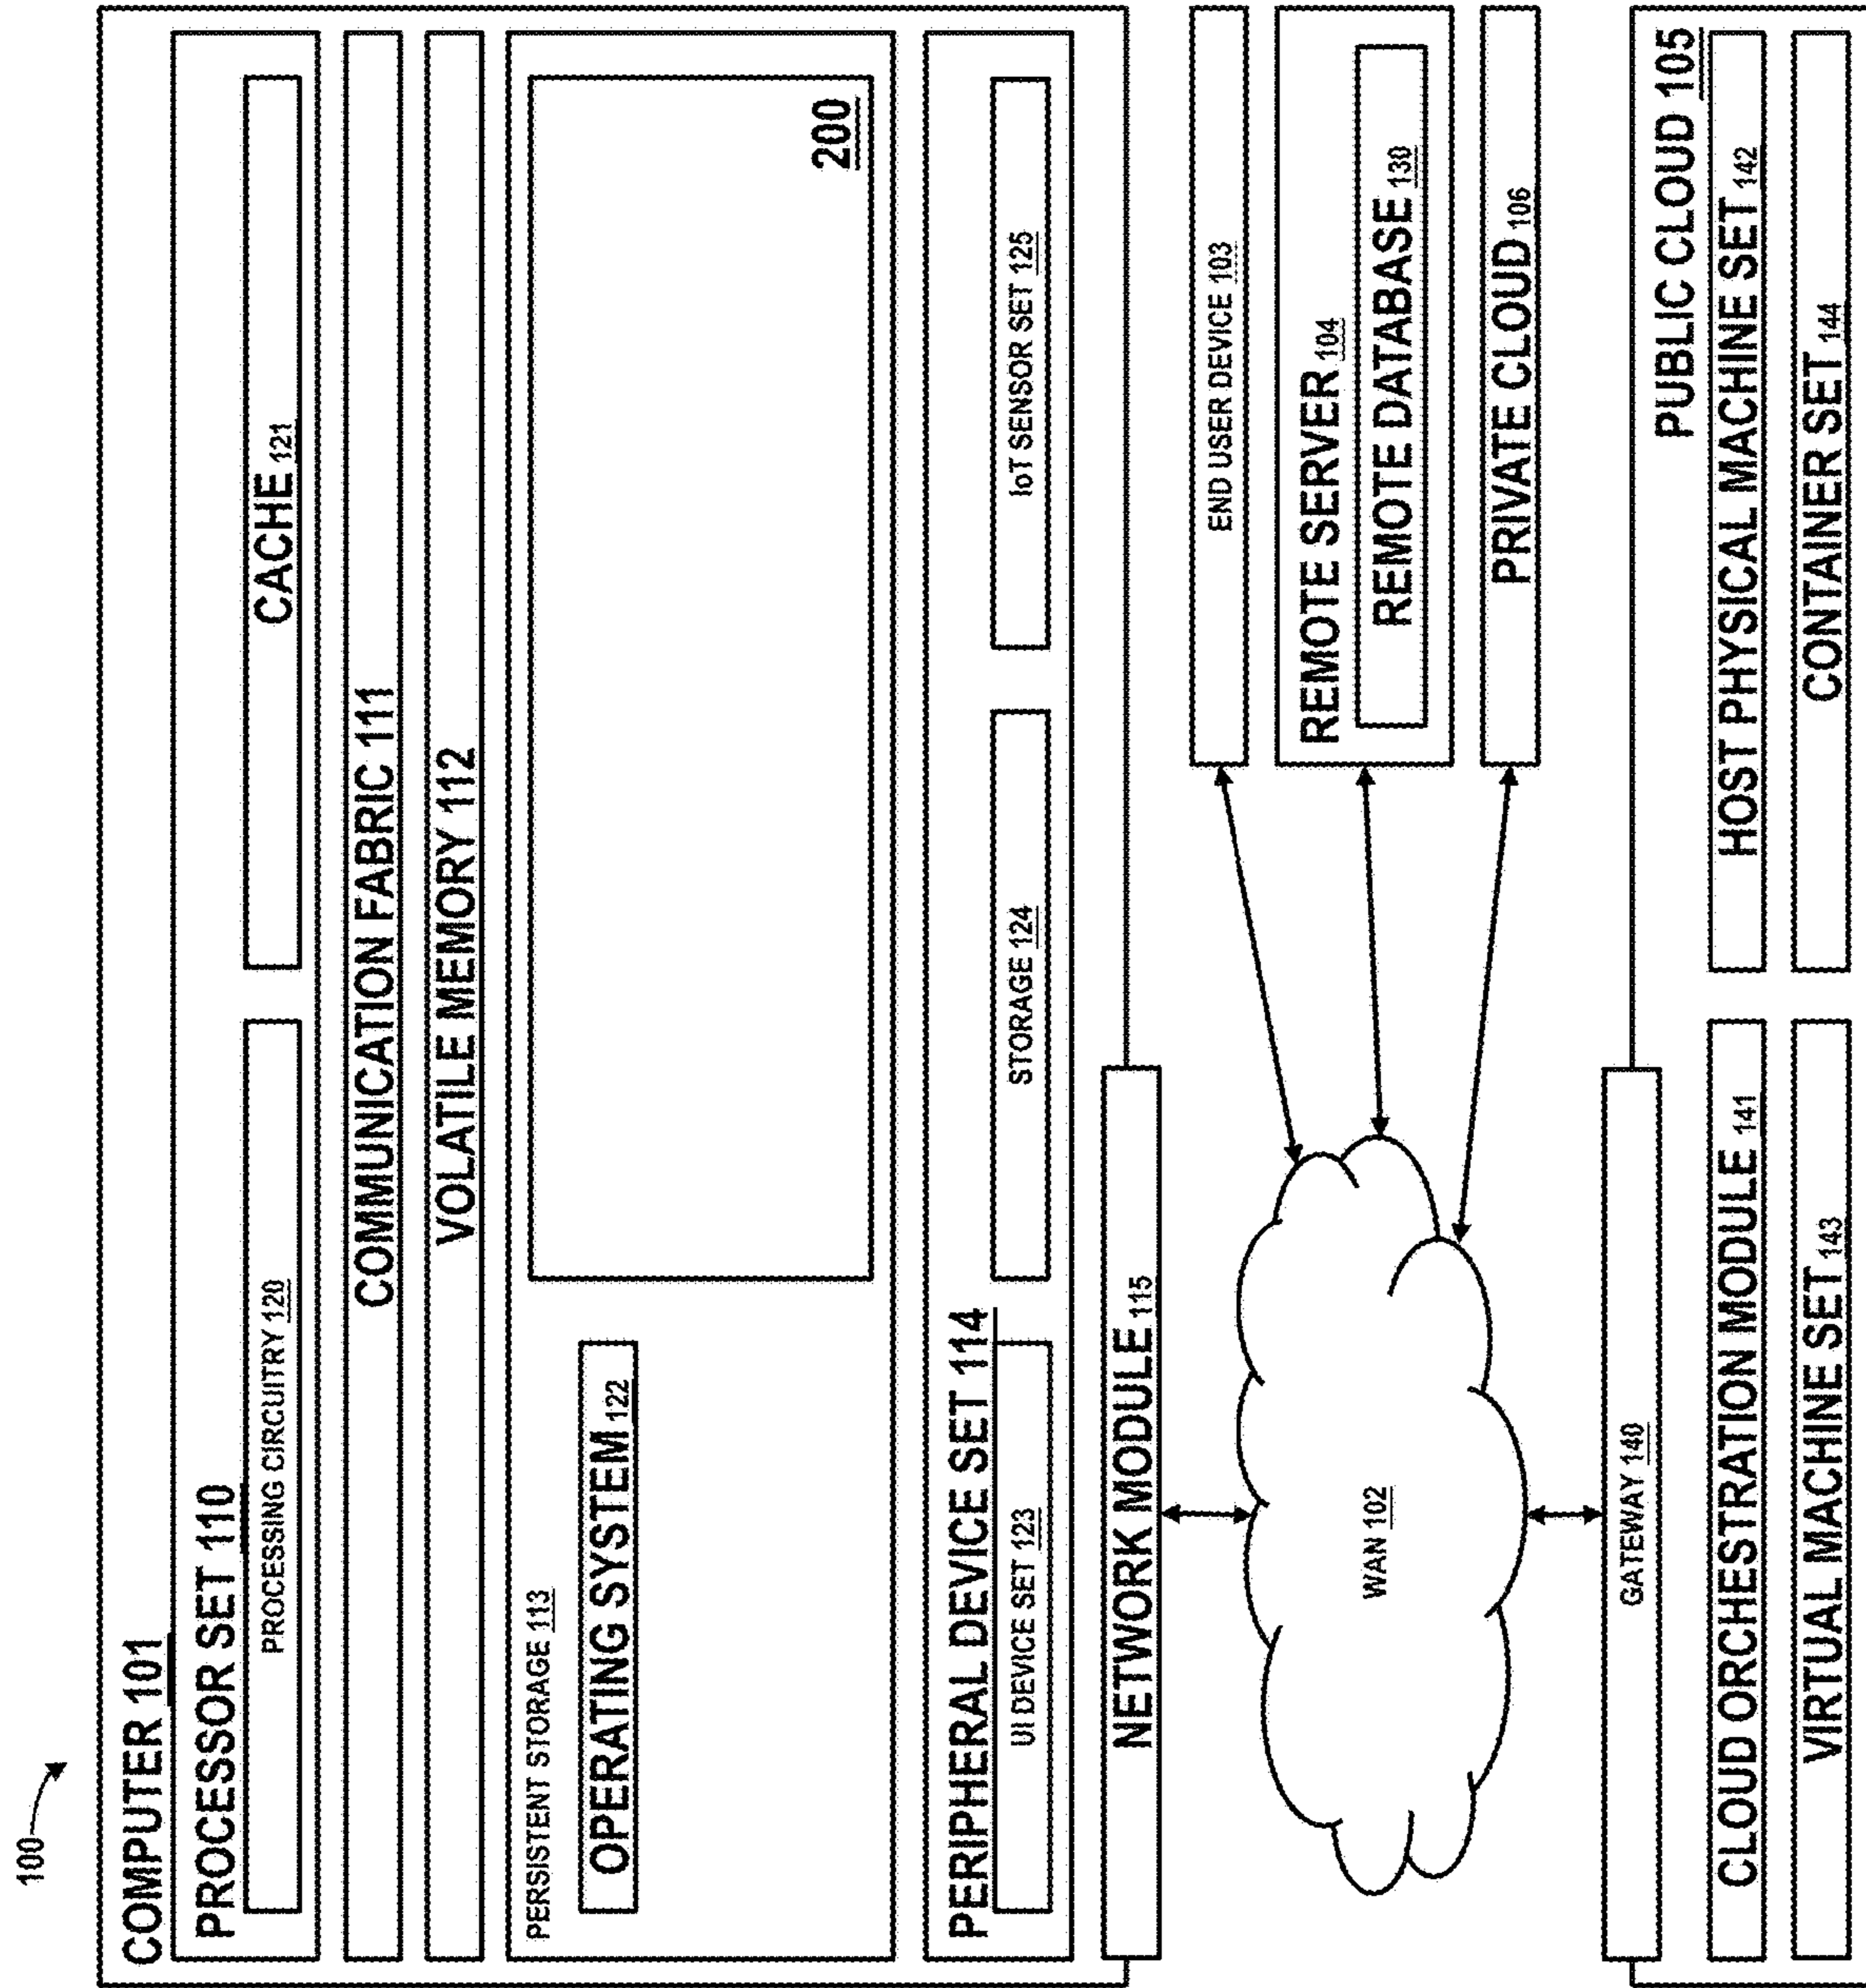 100
COMPUTER 101
PROCESSOR SET 110
PROCESSING CIRCUITRY 120
CACHE 121
COMMUNICATION FABRIC 111
VOLATILE MEMORY 112
PERSISTENT STORAGE 113
OPERATING SYSTEM 122
200
PERIPHERAL DEVICE SET 114
UI DEVICE SET 123
STORAGE 124
IoT SENSOR SET 125
NETWORK MODULE 115
WAN 102
END USER DEVICE 103
REMOTE SERVER 104
REMOTE DATABASE 130
PRIVATE CLOUD 106
GATEWAY 140
PUBLIC CLOUD 105
CLOUD ORCHESTRATION MODULE 141
HOST PHYSICAL MACHINE SET 142
VIRTUAL MACHINE SET 143
CONTAINER SET 144